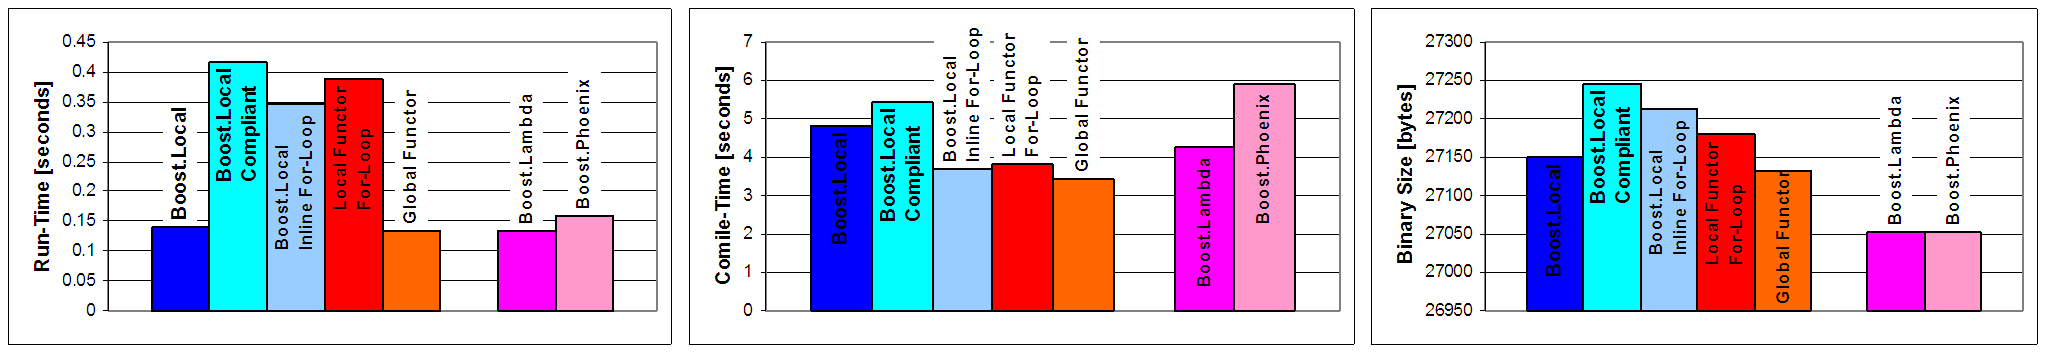 Run-Time [seconds]
0.45
0.4
0.35
0.3
0.25
0.2
0.15
0.1
0.05
0
Boost.Local
Boost.Local
Compliant
Boost.Local
Inline For-Loop
Local Functor
For-Loop
Global Functor
Boost.Lambda
Boost.Phoenix
Comile-Time [seconds]
7
6
5
4
3
2
1
0
Boost.Local
Boost.Local
Compliant
Boost.Local
Inline For-Loop
Local Functor
For-Loop
Global Functor
Boost.Lambda
Boost.Phoenix
Binary Size [bytes]
27300
27250
27200
27150
27100
27050
27000
26950
Boost.Local
Boost.Local
Compliant
Boost.Local
Inline For-Loop
Local Functor
For-Loop
Global Functor
Boost.Lambda
Boost.Phoenix